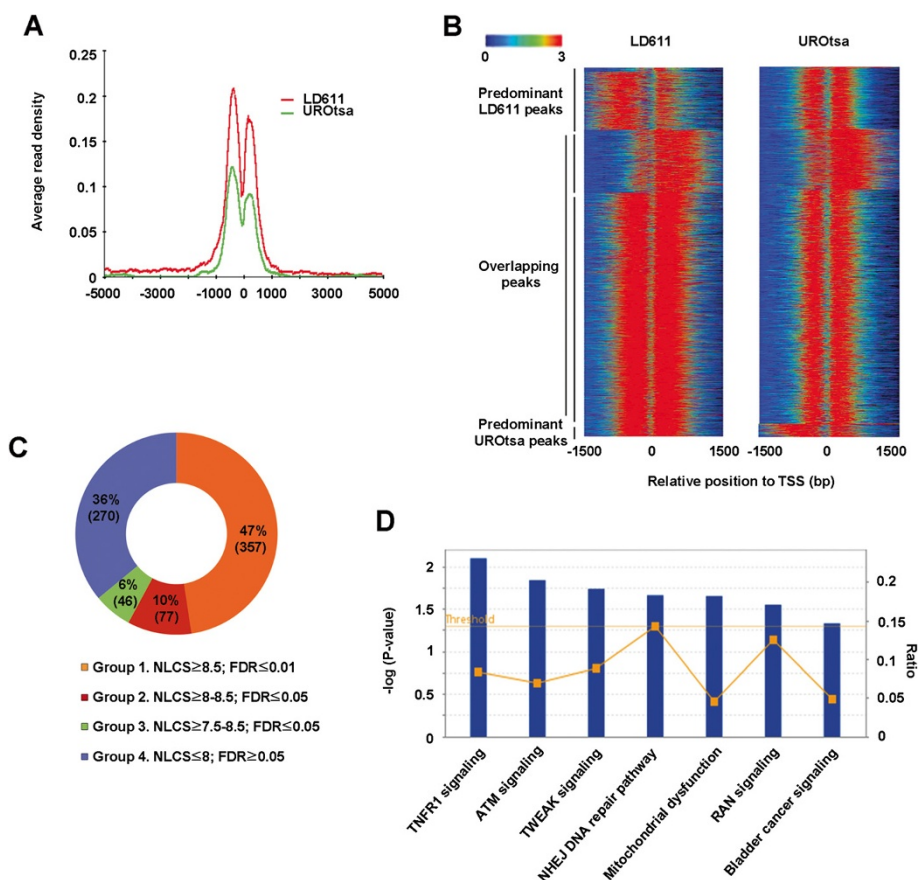 A
0.25
0.2
0.15
0.1
0.05
0
Average read density
LD611
UROtsa
-5000
-3000
-1000
0
1000
3000
5000
B
0
3
LD611
UROtsa
Predominant
LD611 peaks
Overlapping
peaks
Predominant
UROtsa peaks
-1500
0
1500
-1500
0
1500
Relative position to TSS (bp)
C
36%
(270)
47%
(357)
6%
(46)
10%
(77)
Group 1. NLCS≥8.5; FDR≤0.01
Group 2. NLCS≥8-8.5; FDR≤0.05
Group 3. NLCS≥7.5-8.5; FDR≤0.05
Group 4. NLCS≤8; FDR≥0.05
D
2
1.5
1
0.5
0
-log (P-value)
Threshold
0.2
0.15
0.10
0.05
0
Ratio
TNFR1 signaling
ATM signaling
TWEAK signaling
NHEJ DNA repair pathway
Mitochondrial dysfunction
RAN signaling
Bladder cancer signaling